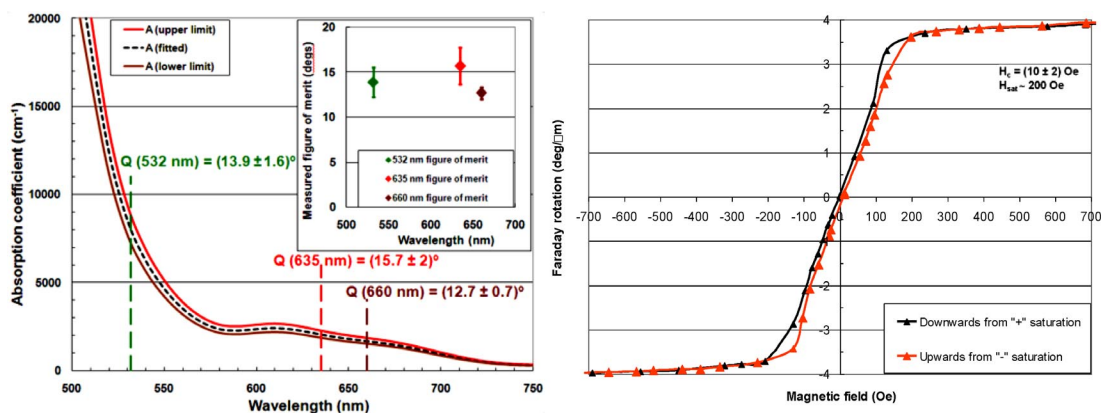 20000
15000
10000
5000
0
500
550
600
650
700
750
Absorption coefficient (cm⁻¹)
Wavelength (nm)
A (upper limit)
A (fitted)
A (lower limit)
Q (532 nm) = (13.9 ± 1.6)º
Q (635 nm) = (15.7 ± 2)º
Q (660 nm) = (12.7 ± 0.7)º
Measured figure of merit (degs)
20
15
10
5
0
532 nm figure of merit
635 nm figure of merit
660 nm figure of merit
500
550
600
650
700
Wavelength (nm)
Faraday rotation (deg/□m)
4
3
2
1
-1
-2
-3
-4
-700 -600 -500 -400 -300 -200 -100 0 100 200 300 400 500 600 700
H_c = (10 ± 2) Oe
H_sat ~ 200 Oe
Downwards from "+" saturation
Upwards from "-" saturation
Magnetic field (Oe)